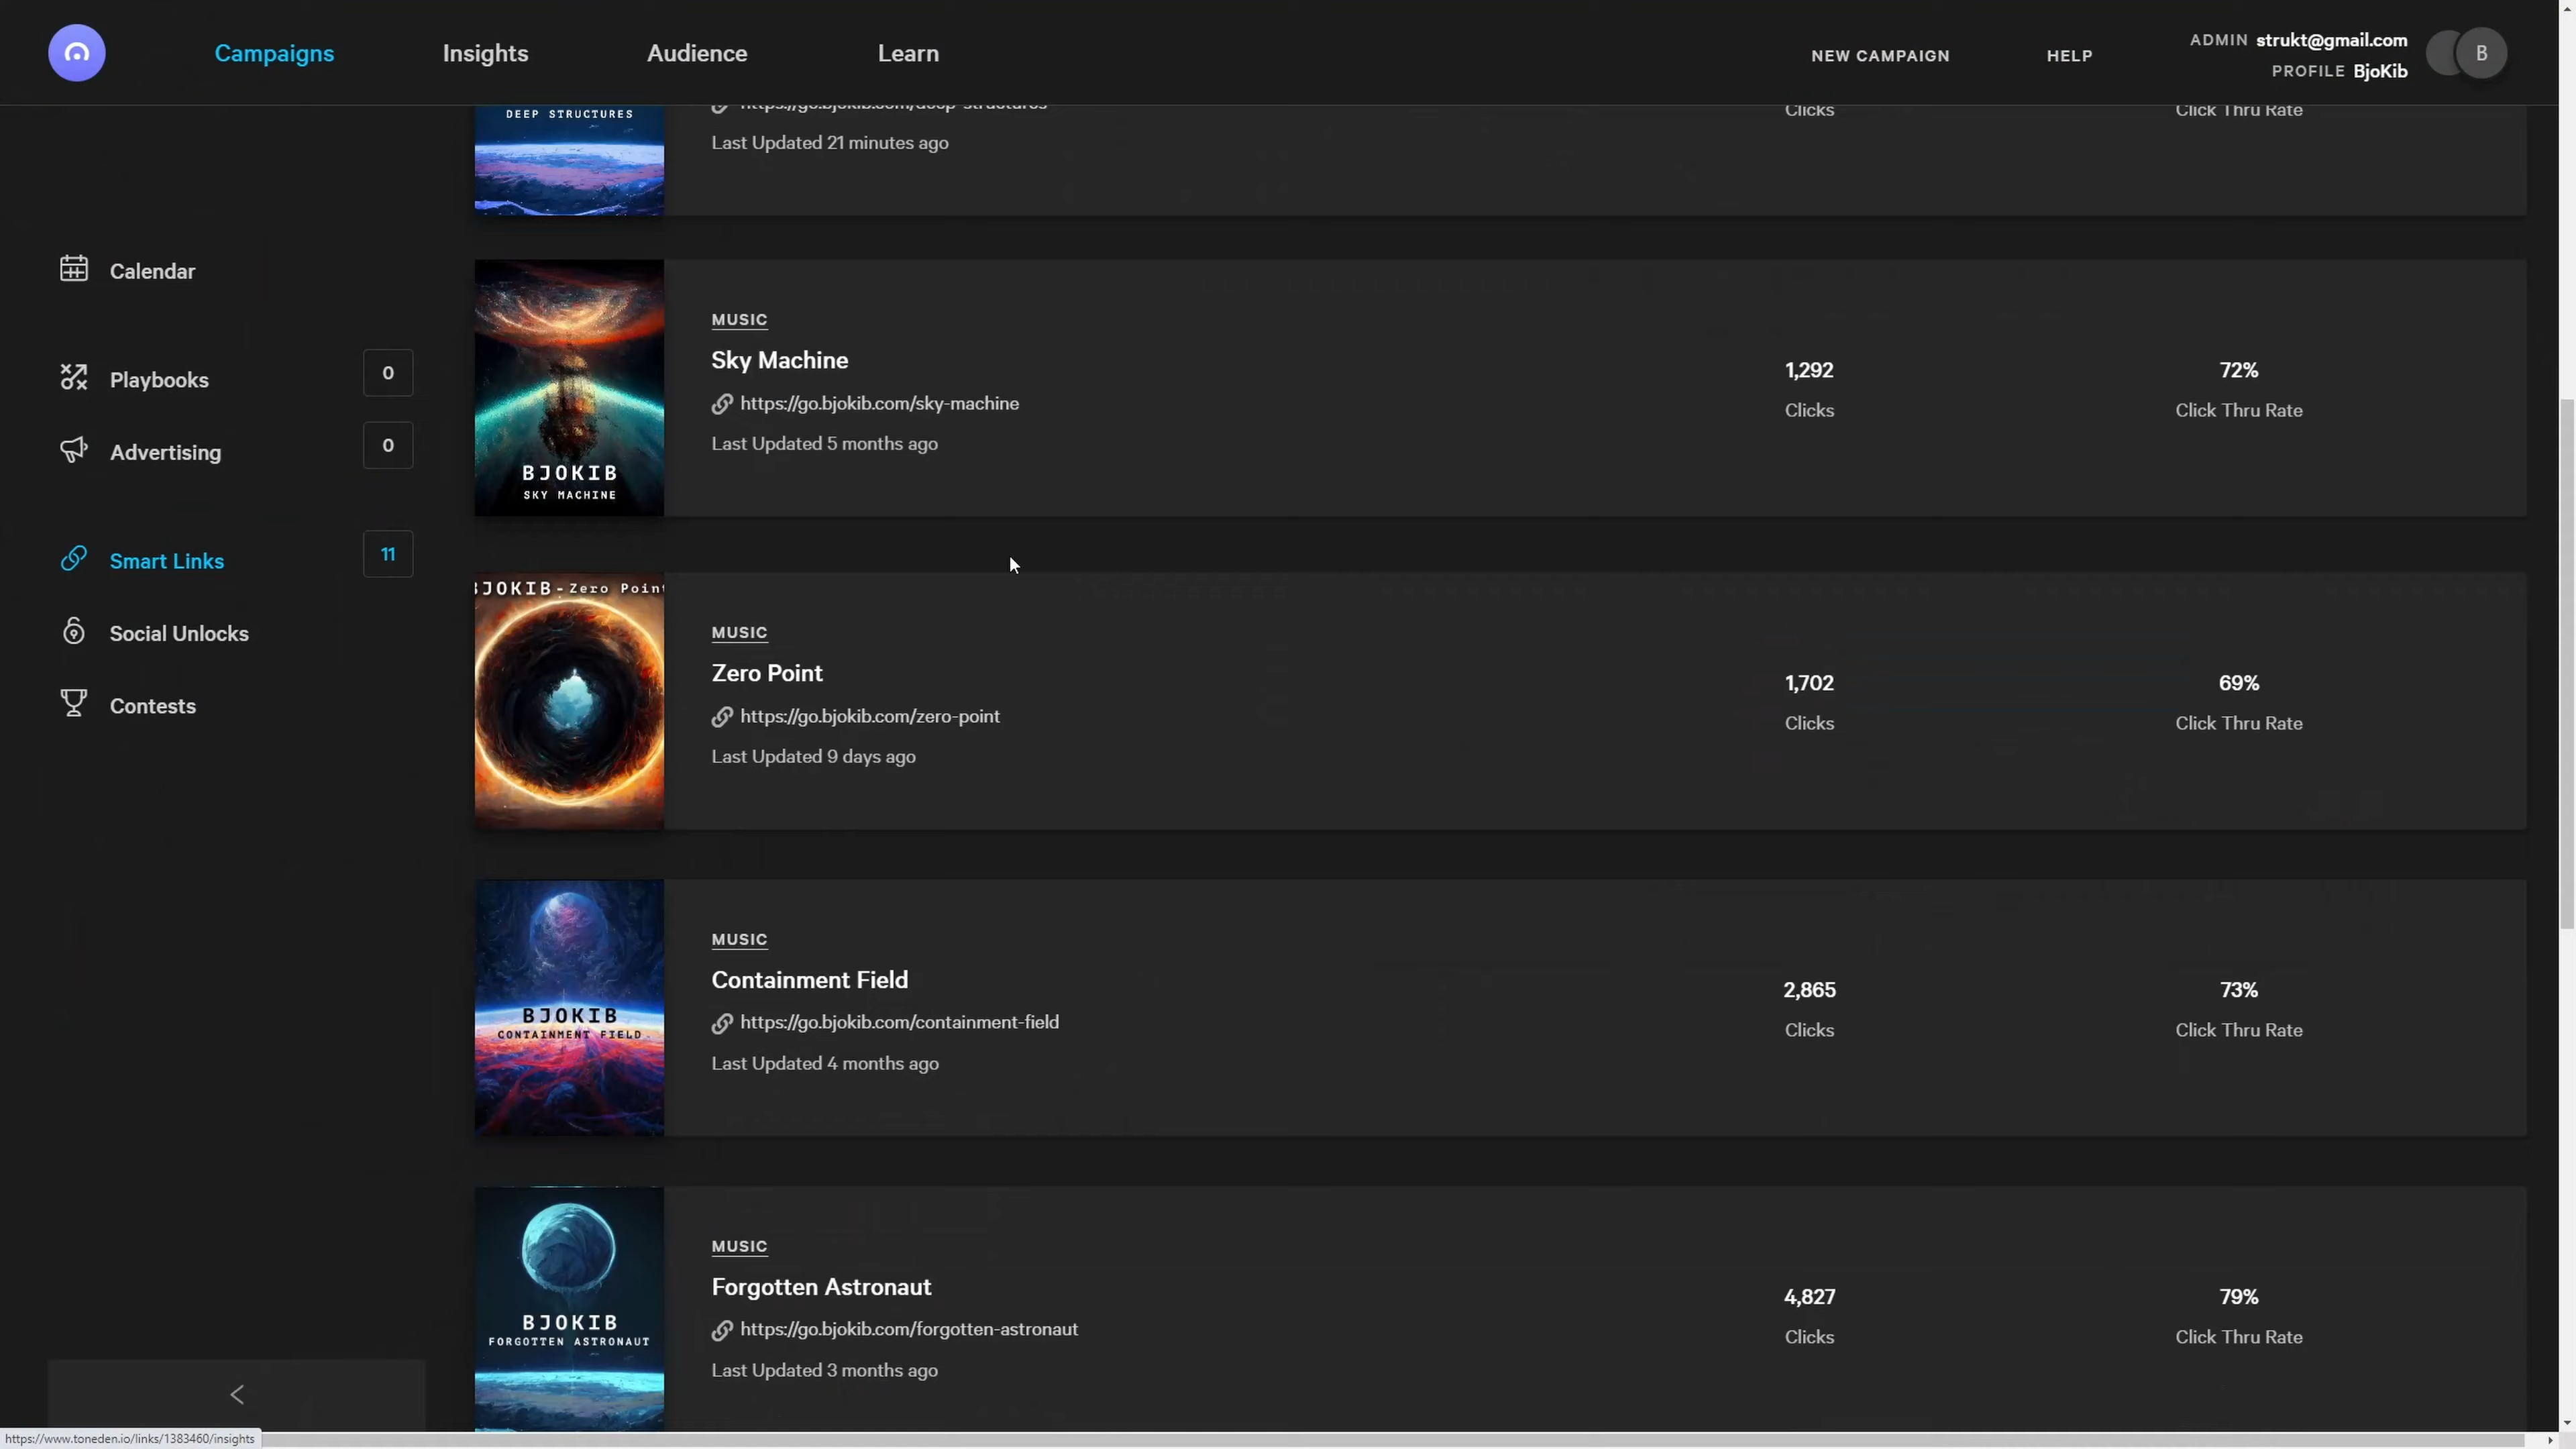 Campaigns
Insights
Audience
Learn
NEW CAMPAIGN
HELP
ADMIN strukt@gmail.com
PROFILE BjoKib
B
Calendar
Playbooks 0
Advertising 0
Smart Links 11
Social Unlocks
Contests
DEEP STRUCTURES
https://go.bjokib.com/deep-structures
Last Updated 21 minutes ago
Clicks
Click Thru Rate
BJOKIB
SKY MACHINE
MUSIC
Sky Machine
https://go.bjokib.com/sky-machine
Last Updated 5 months ago
1,292
Clicks
72%
Click Thru Rate
BJOKIB - Zero Point
MUSIC
Zero Point
https://go.bjokib.com/zero-point
Last Updated 9 days ago
1,702
Clicks
69%
Click Thru Rate
BJOKIB
CONTAINMENT FIELD
MUSIC
Containment Field
https://go.bjokib.com/containment-field
Last Updated 4 months ago
2,865
Clicks
73%
Click Thru Rate
BJOKIB
FORGOTTEN ASTRONAUT
MUSIC
Forgotten Astronaut
https://go.bjokib.com/forgotten-astronaut
Last Updated 3 months ago
4,827
Clicks
79%
Click Thru Rate
https://www.toneden.io/links/1383460/insights